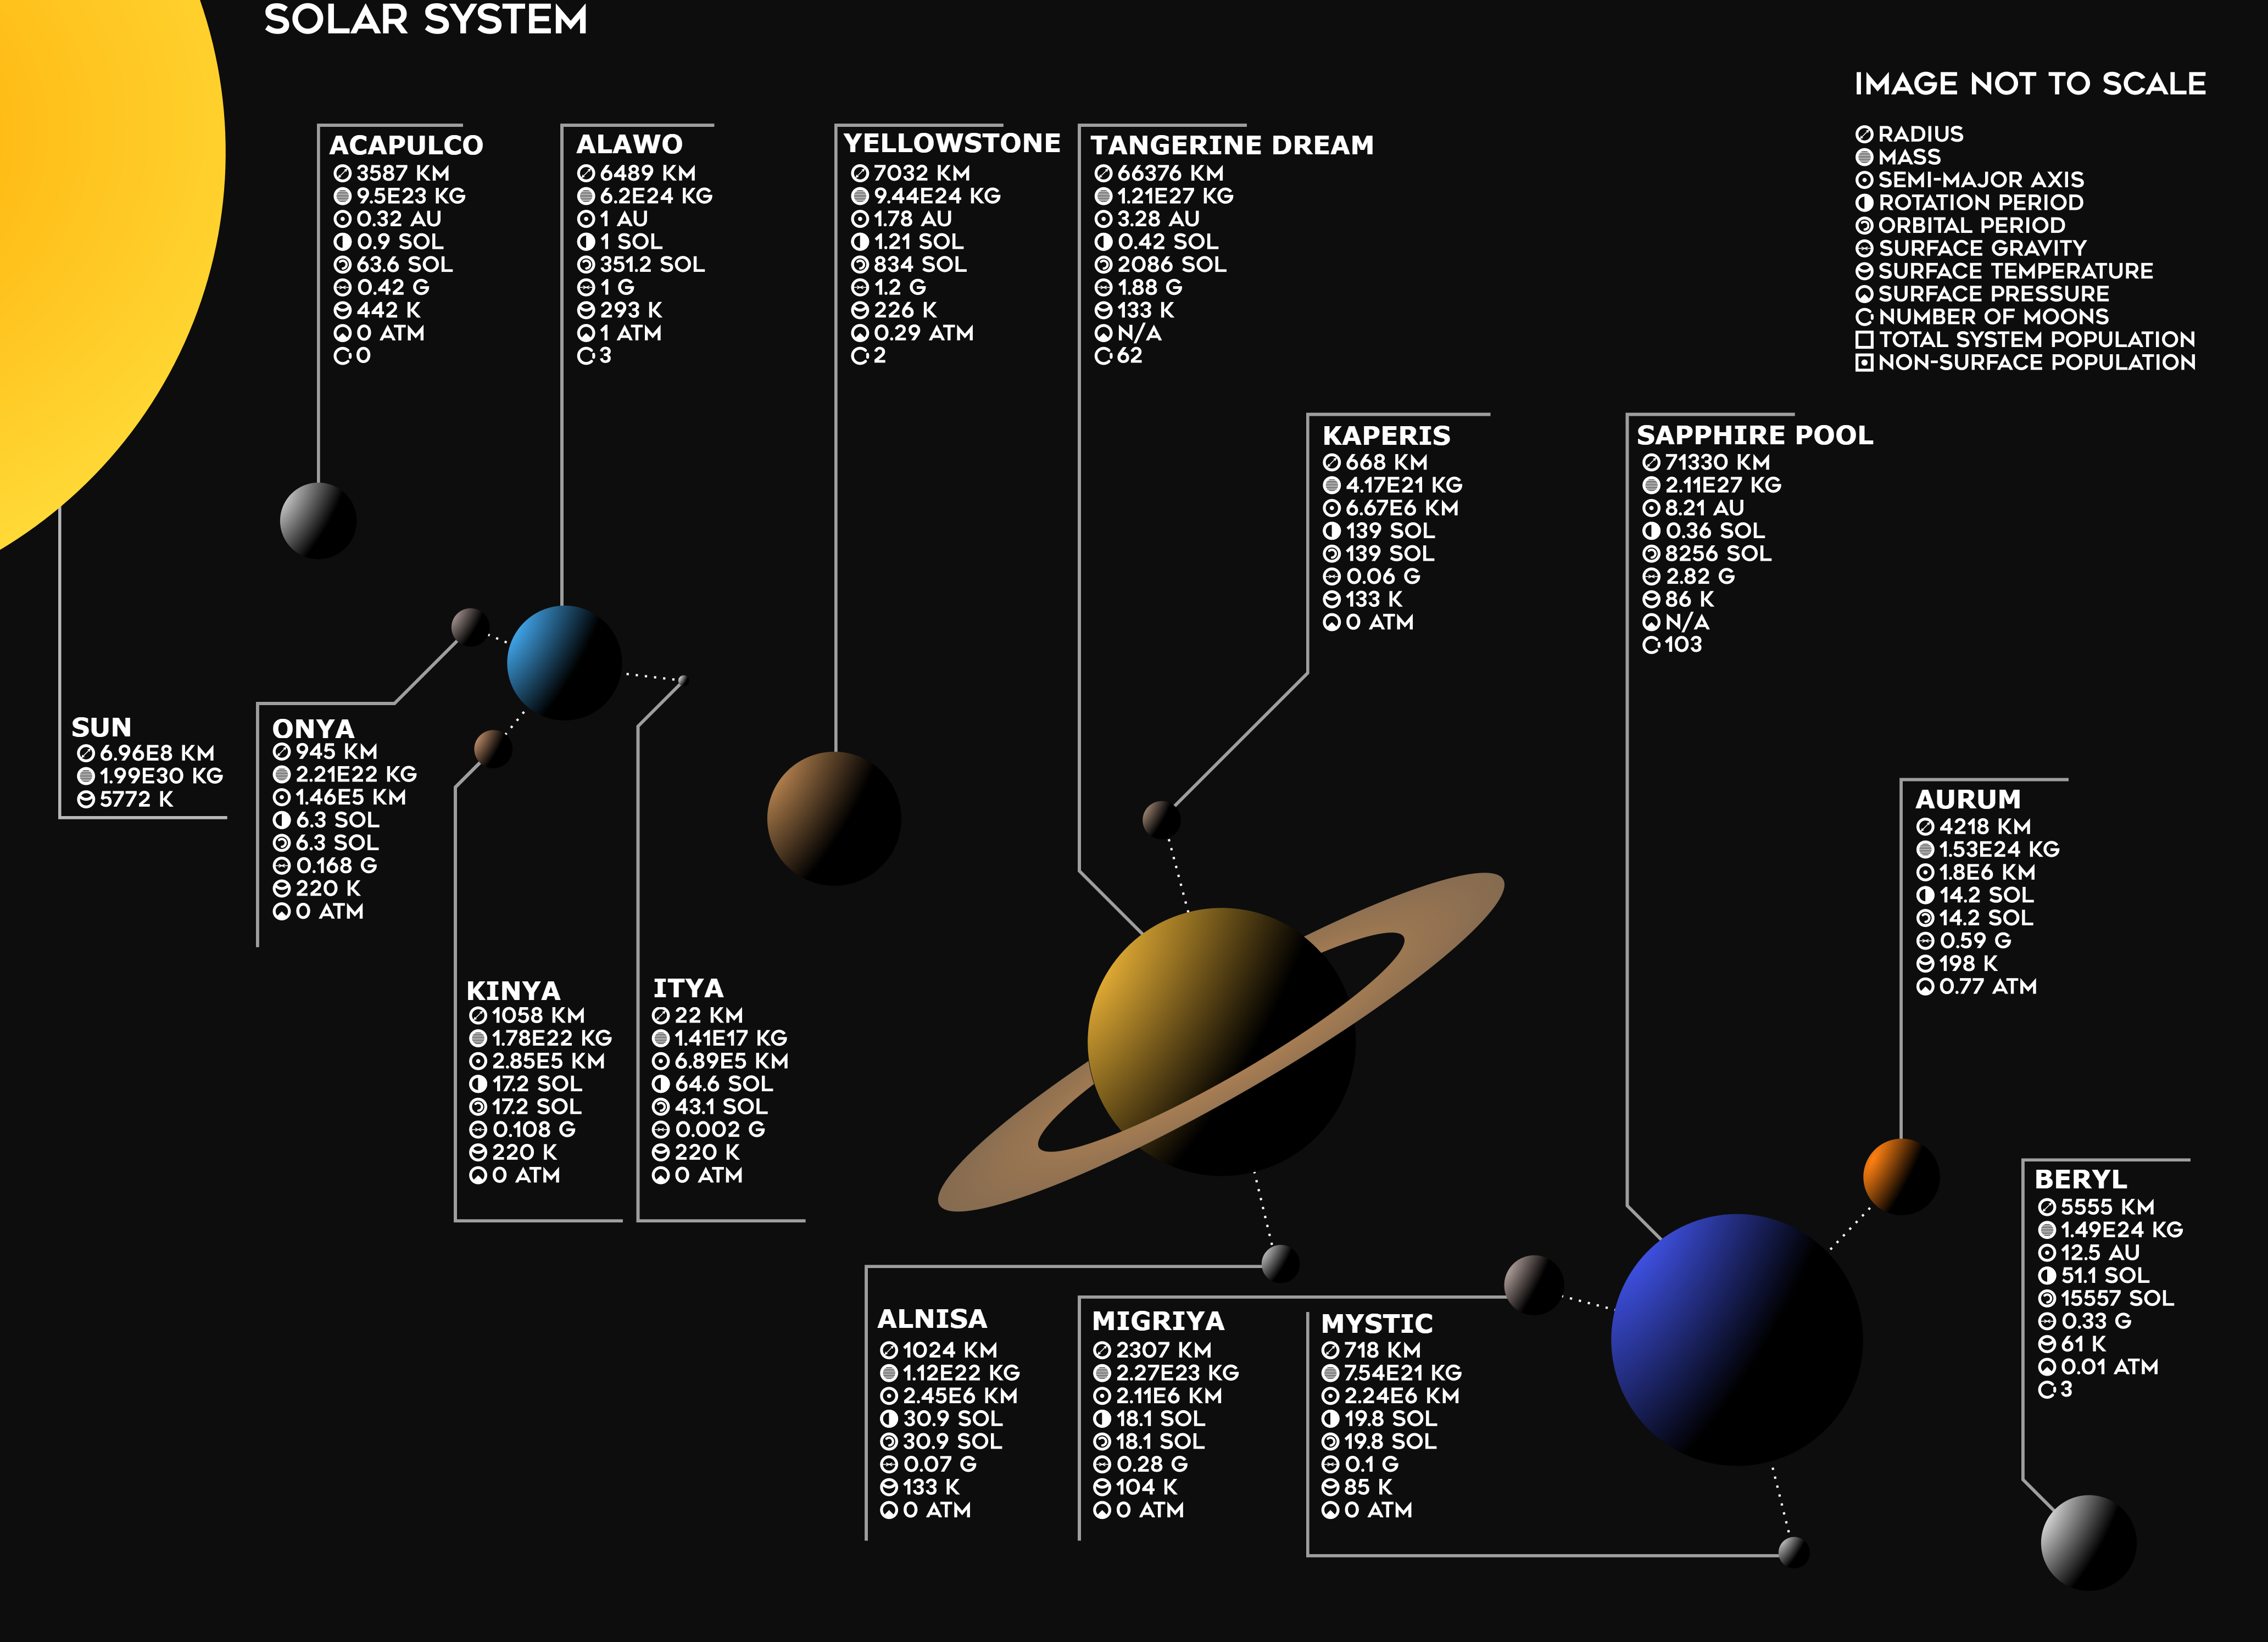 SOLAR SYSTEM
IMAGE NOT TO SCALE
RADIUS
MASS
SEMI-MAJOR AXIS
ROTATION PERIOD
ORBITAL PERIOD
SURFACE GRAVITY
SURFACE TEMPERATURE
SURFACE PRESSURE
NUMBER OF MOONS
TOTAL SYSTEM POPULATION
NON-SURFACE POPULATION
ACAPULCO
3587 KM
9.5E23 KG
0.32 AU
0.9 SOL
63.6 SOL
0.42 G
442 K
0 ATM
0
ALAWO
6489 KM
6.2E24 KG
1 AU
1 SOL
351.2 SOL
1 G
293 K
1 ATM
3
YELLOWSTONE
7032 KM
9.44E24 KG
1.78 AU
1.21 SOL
834 SOL
1.2 G
226 K
0.29 ATM
2
TANGERINE DREAM
66376 KM
1.21E27 KG
3.28 AU
0.42 SOL
2086 SOL
1.88 G
133 K
N/A
62
KAPERIS
668 KM
4.17E21 KG
6.67E6 KM
139 SOL
139 SOL
0.06 G
133 K
0 ATM
SAPPHIRE POOL
71330 KM
2.11E27 KG
8.21 AU
0.36 SOL
8256 SOL
2.82 G
86 K
N/A
103
SUN
6.96E8 KM
1.99E30 KG
5772 K
ONYA
945 KM
2.21E22 KG
1.46E5 KM
6.3 SOL
6.3 SOL
0.168 G
220 K
0 ATM
AURUM
4218 KM
1.53E24 KG
1.8E6 KM
14.2 SOL
14.2 SOL
0.59 G
198 K
0.77 ATM
KINYA
1058 KM
1.78E22 KG
2.85E5 KM
17.2 SOL
17.2 SOL
0.108 G
220 K
0 ATM
ITYA
22 KM
1.41E17 KG
6.89E5 KM
64.6 SOL
43.1 SOL
0.002 G
220 K
0 ATM
BERYL
5555 KM
1.49E24 KG
12.5 AU
51.1 SOL
15557 SOL
0.33 G
61 K
0.01 ATM
3
ALNISA
1024 KM
1.12E22 KG
2.45E6 KM
30.9 SOL
30.9 SOL
0.07 G
133 K
0 ATM
MIGRIYA
2307 KM
2.27E23 KG
2.11E6 KM
18.1 SOL
18.1 SOL
0.28 G
104 K
0 ATM
MYSTIC
718 KM
7.54E21 KG
2.24E6 KM
19.8 SOL
19.8 SOL
0.1 G
85 K
0 ATM